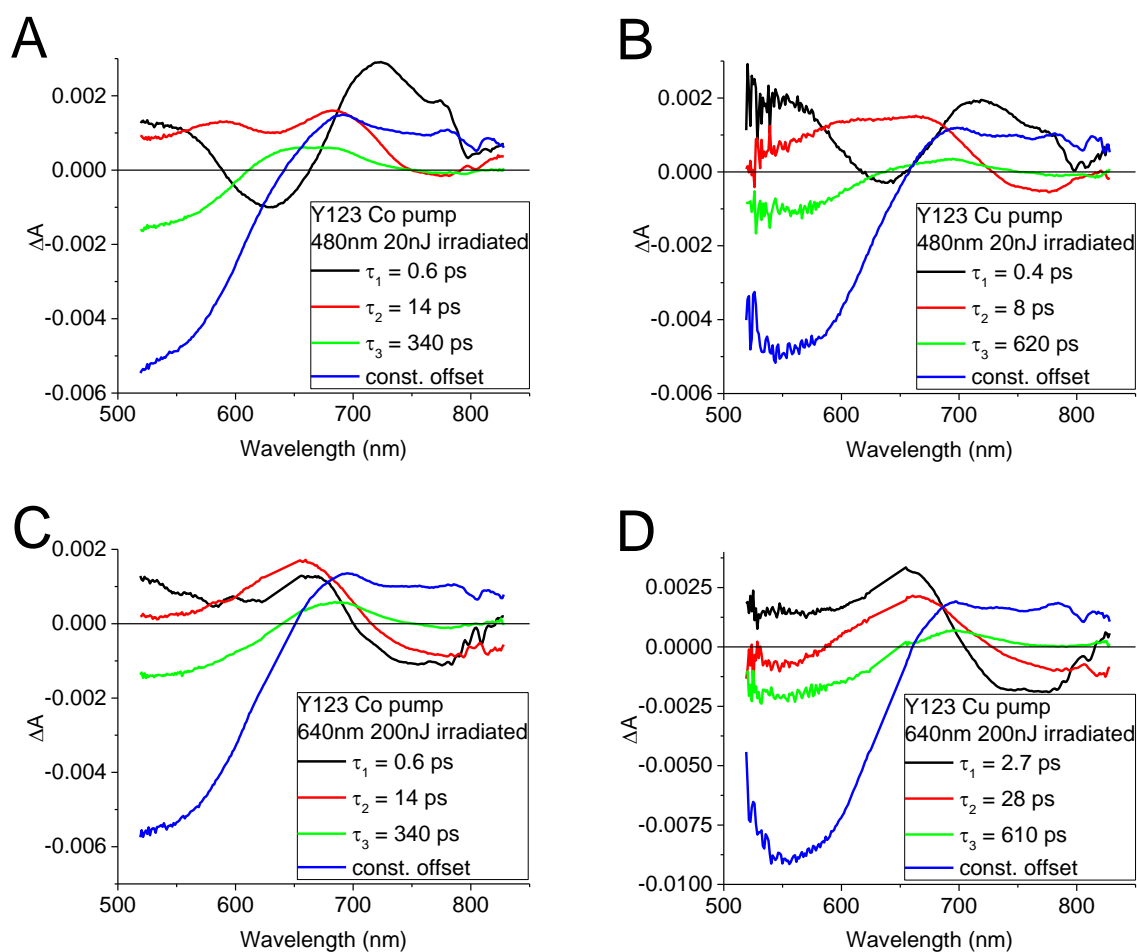 A
0.002
0.000
-0.002
-0.004
-0.006
ΔA
500
600
700
800
Wavelength (nm)
Y123 Co pump
480nm 20nJ irradiated
τ1 = 0.6 ps
τ2 = 14 ps
τ3 = 340 ps
const. offset
B
0.002
0.000
-0.002
-0.004
-0.006
ΔA
500
600
700
800
Wavelength (nm)
Y123 Cu pump
480nm 20nJ irradiated
τ1 = 0.4 ps
τ2 = 8 ps
τ3 = 620 ps
const. offset
C
0.002
0.000
-0.002
-0.004
-0.006
ΔA
500
600
700
800
Wavelength (nm)
Y123 Co pump
640nm 200nJ irradiated
τ1 = 0.6 ps
τ2 = 14 ps
τ3 = 340 ps
const. offset
D
0.0025
0.0000
-0.0025
-0.0050
-0.0075
-0.0100
ΔA
500
600
700
800
Wavelength (nm)
Y123 Cu pump
640nm 200nJ irradiated
τ1 = 2.7 ps
τ2 = 28 ps
τ3 = 610 ps
const. offset